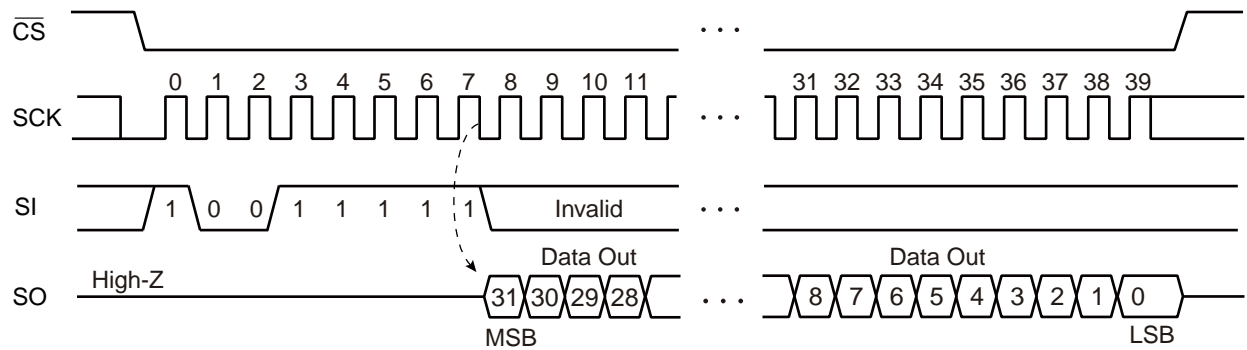 CS . . .
0 1 2 3 4 5 6 7 8 9 10 11 31 32 33 34 35 36 37 38 39
SCK . . .
SI 1 0 0 1 1 1 1 1 Invalid . . .
High-Z Data Out Data Out
SO 31 30 29 28 . . . 8 7 6 5 4 3 2 1 0
MSB LSB